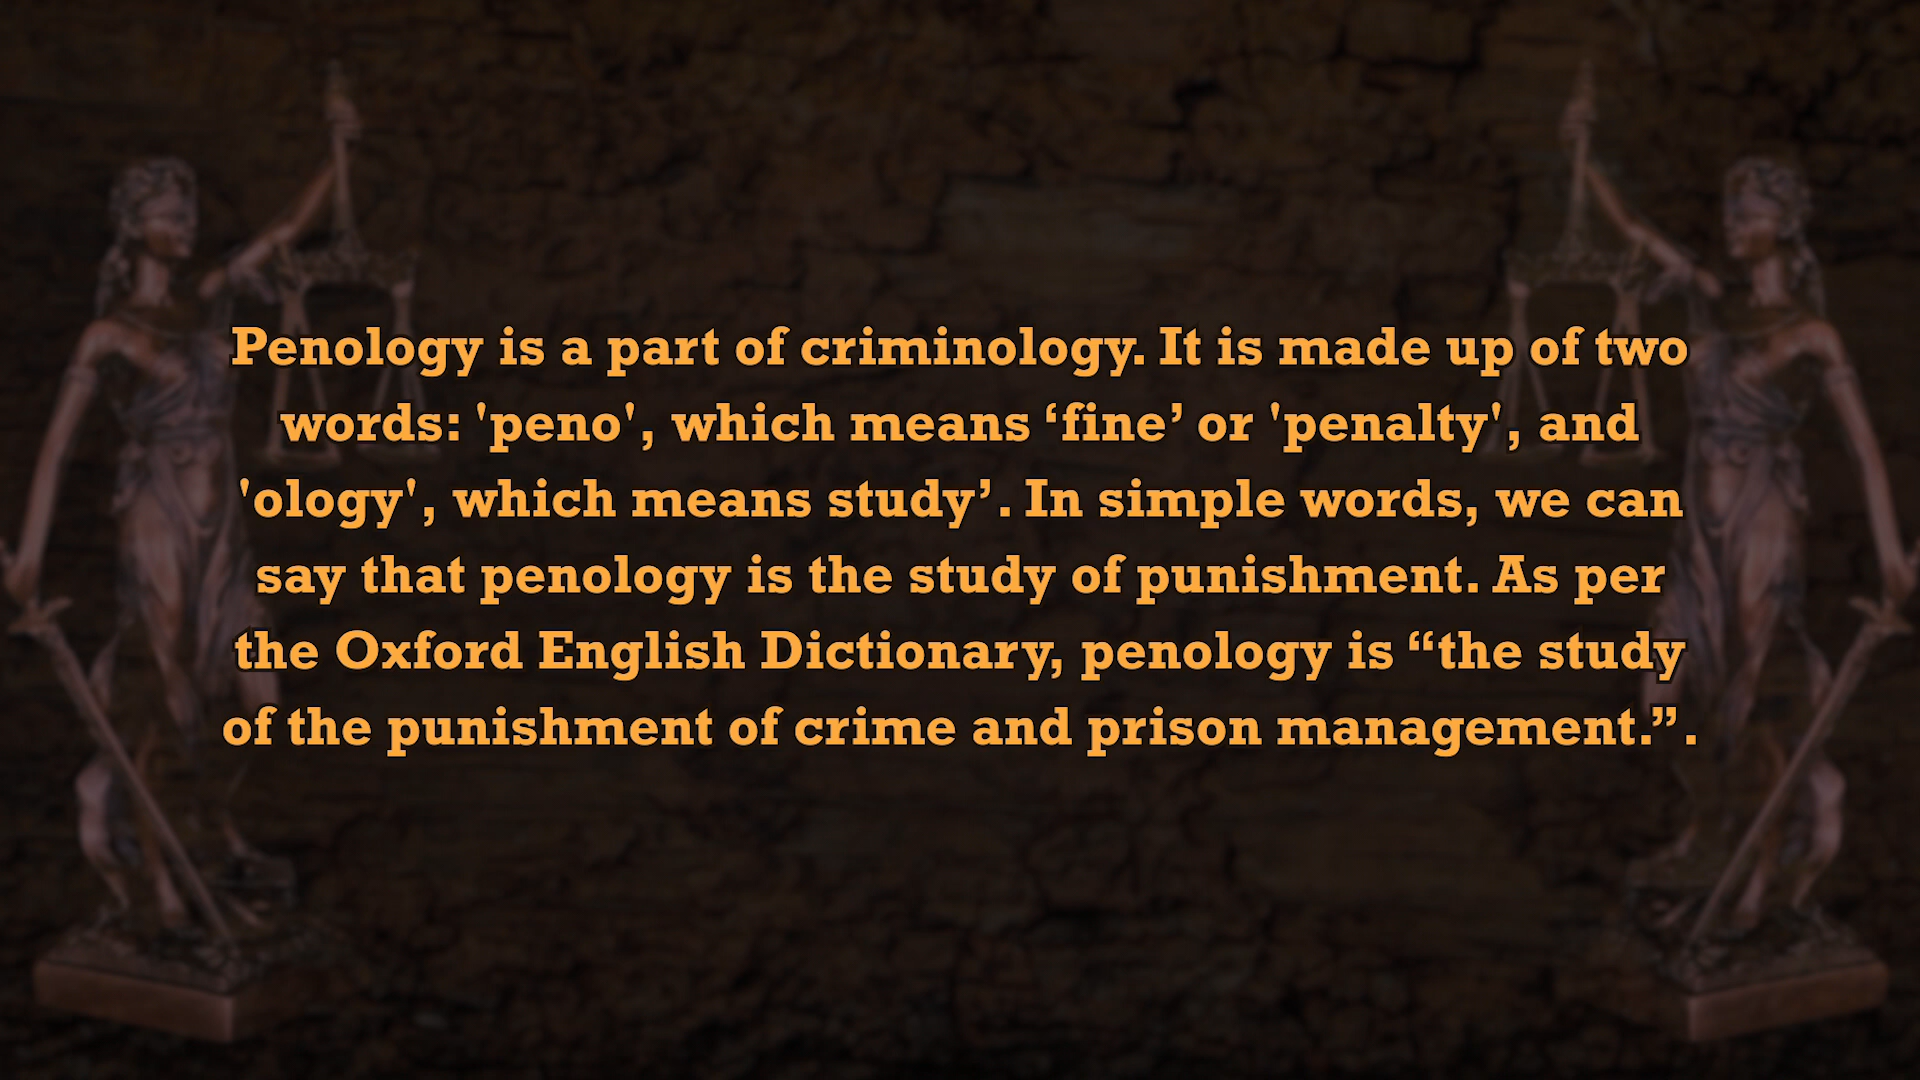 Penology is a part of criminology. It is made up of two
words: 'peno', which means ‘fine’ or 'penalty', and
'ology', which means study’. In simple words, we can
say that penology is the study of punishment. As per
the Oxford English Dictionary, penology is “the study
of the punishment of crime and prison management.”.